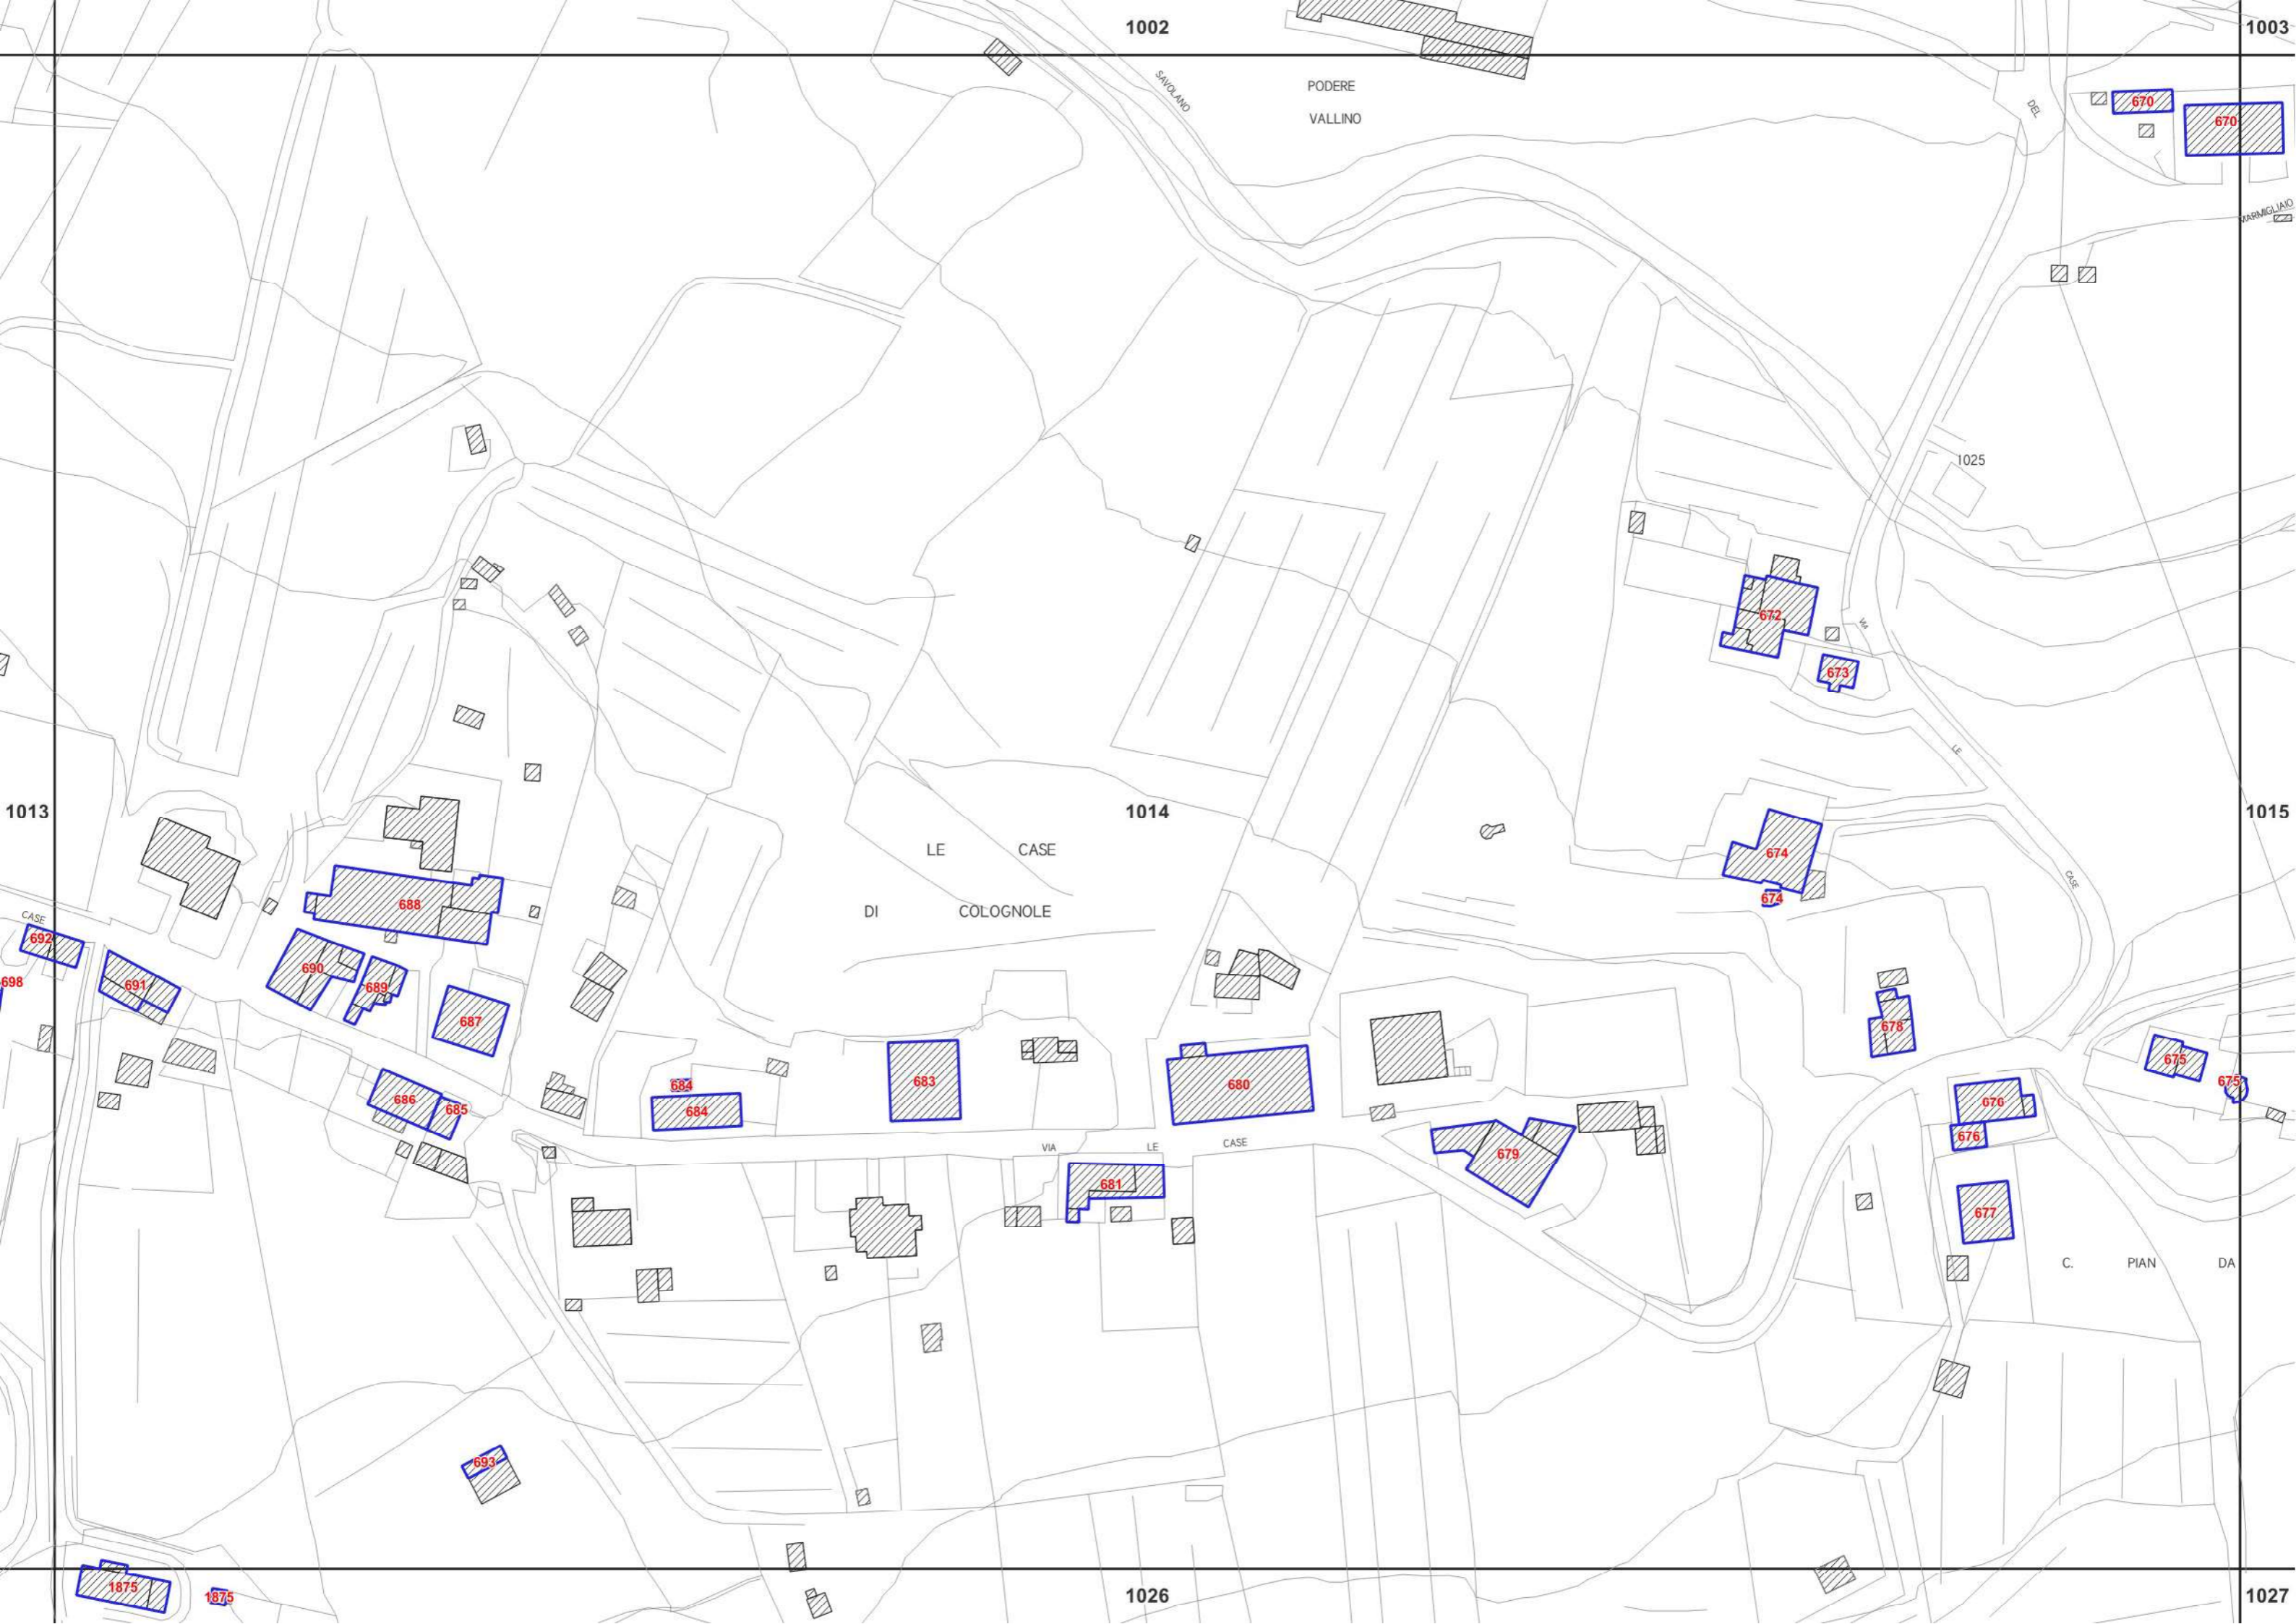 1002
1003
SAVOLANO
PODERE
VALLINO
DEL
670
670
MARMIGLIAIO
1025
672
VIA
673
LE
1013
1014
1015
LE CASE
DI COLOGNOLE
674
674
CASE
688
CASE
692
690
689
691
698
687
678
675
675
686
685
684
684
683
680
676
676
679
VIA LE CASE
681
677
C. PIAN DA
693
1875
1875
1026
1027